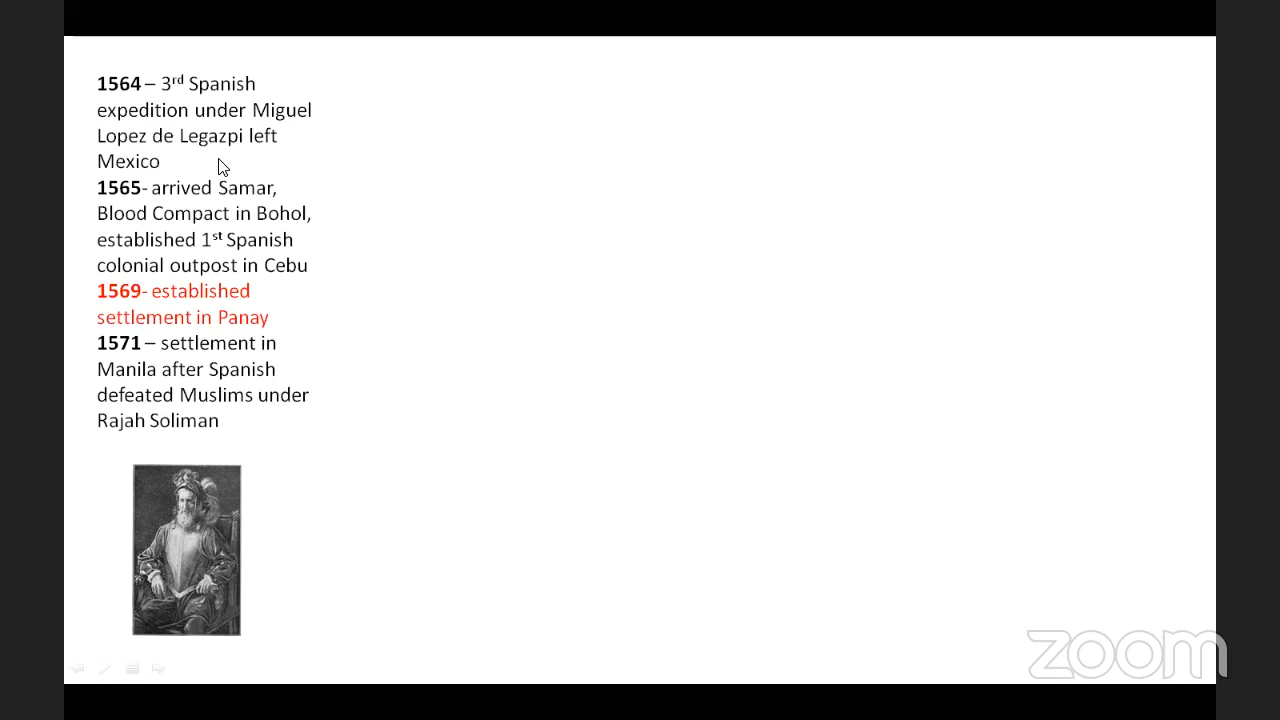 1564 – 3rd Spanish
expedition under Miguel
Lopez de Legazpi left
Mexico
1565- arrived Samar,
Blood Compact in Bohol,
established 1st Spanish
colonial outpost in Cebu
1569- established
settlement in Panay
1571 – settlement in
Manila after Spanish
defeated Muslims under
Rajah Soliman
zoom